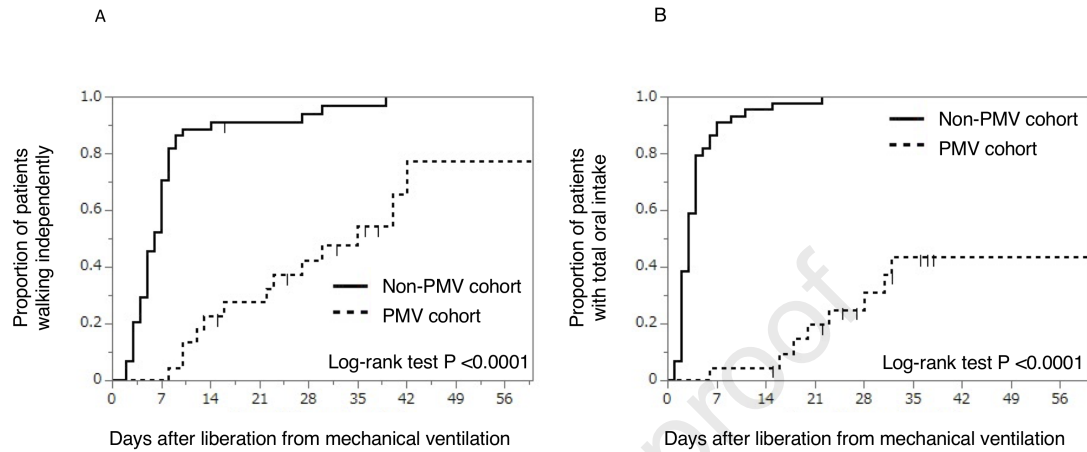 A
Proportion of patients
walking independently
1.0
0.8
0.6
0.4
0.2
0
Non-PMV cohort
PMV cohort
Log-rank test P <0.0001
0 7 14 21 28 35 42 49 56
Days after liberation from mechanical ventilation
B
Proportion of patients
with total oral intake
1.0
0.8
0.6
0.4
0.2
0
Non-PMV cohort
PMV cohort
Log-rank test P <0.0001
0 7 14 21 28 35 42 49 56
Days after liberation from mechanical ventilation
proof